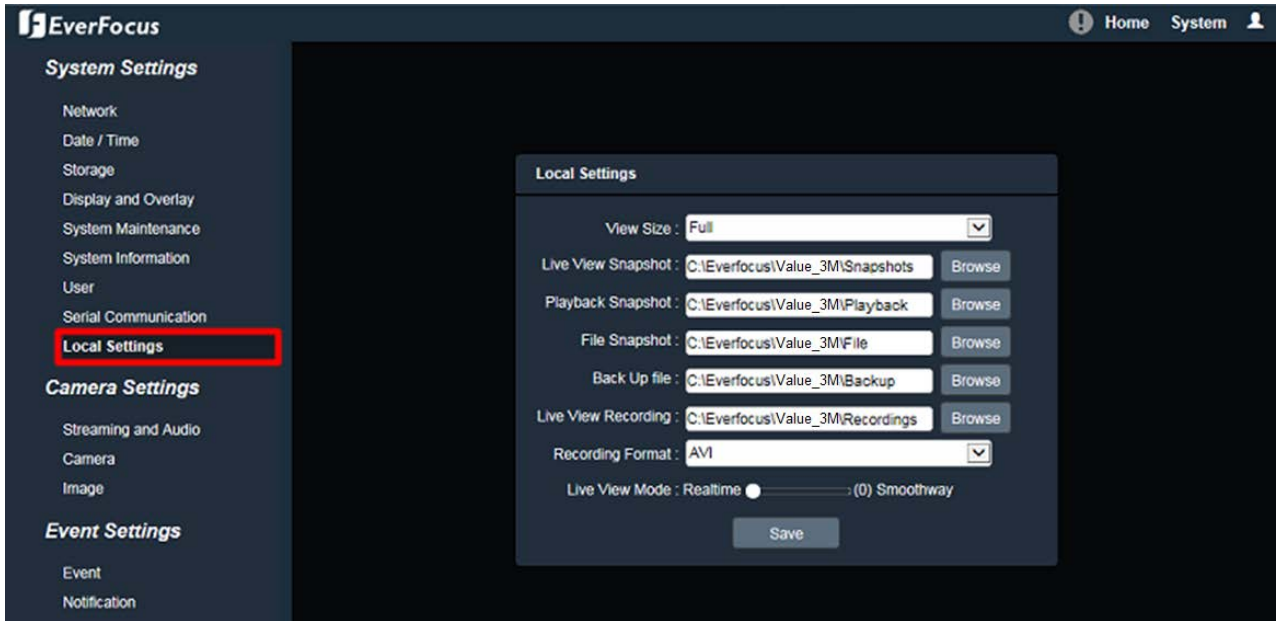 EverFocus
Home System
System Settings
Network
Date / Time
Storage
Display and Overlay
System Maintenance
System Information
User
Serial Communication
Local Settings
Camera Settings
Streaming and Audio
Camera
Image
Event Settings
Event
Notification
Local Settings
View Size : Full
Live View Snapshot : C:\Everfocus\Value_3M\Snapshots Browse
Playback Snapshot : C:\Everfocus\Value_3M\Playback Browse
File Snapshot : C:\Everfocus\Value_3M\File Browse
Back Up file : C:\Everfocus\Value_3M\Backup Browse
Live View Recording : C:\Everfocus\Value_3M\Recordings Browse
Recording Format : AVI
Live View Mode : Realtime (0) Smoothway
Save